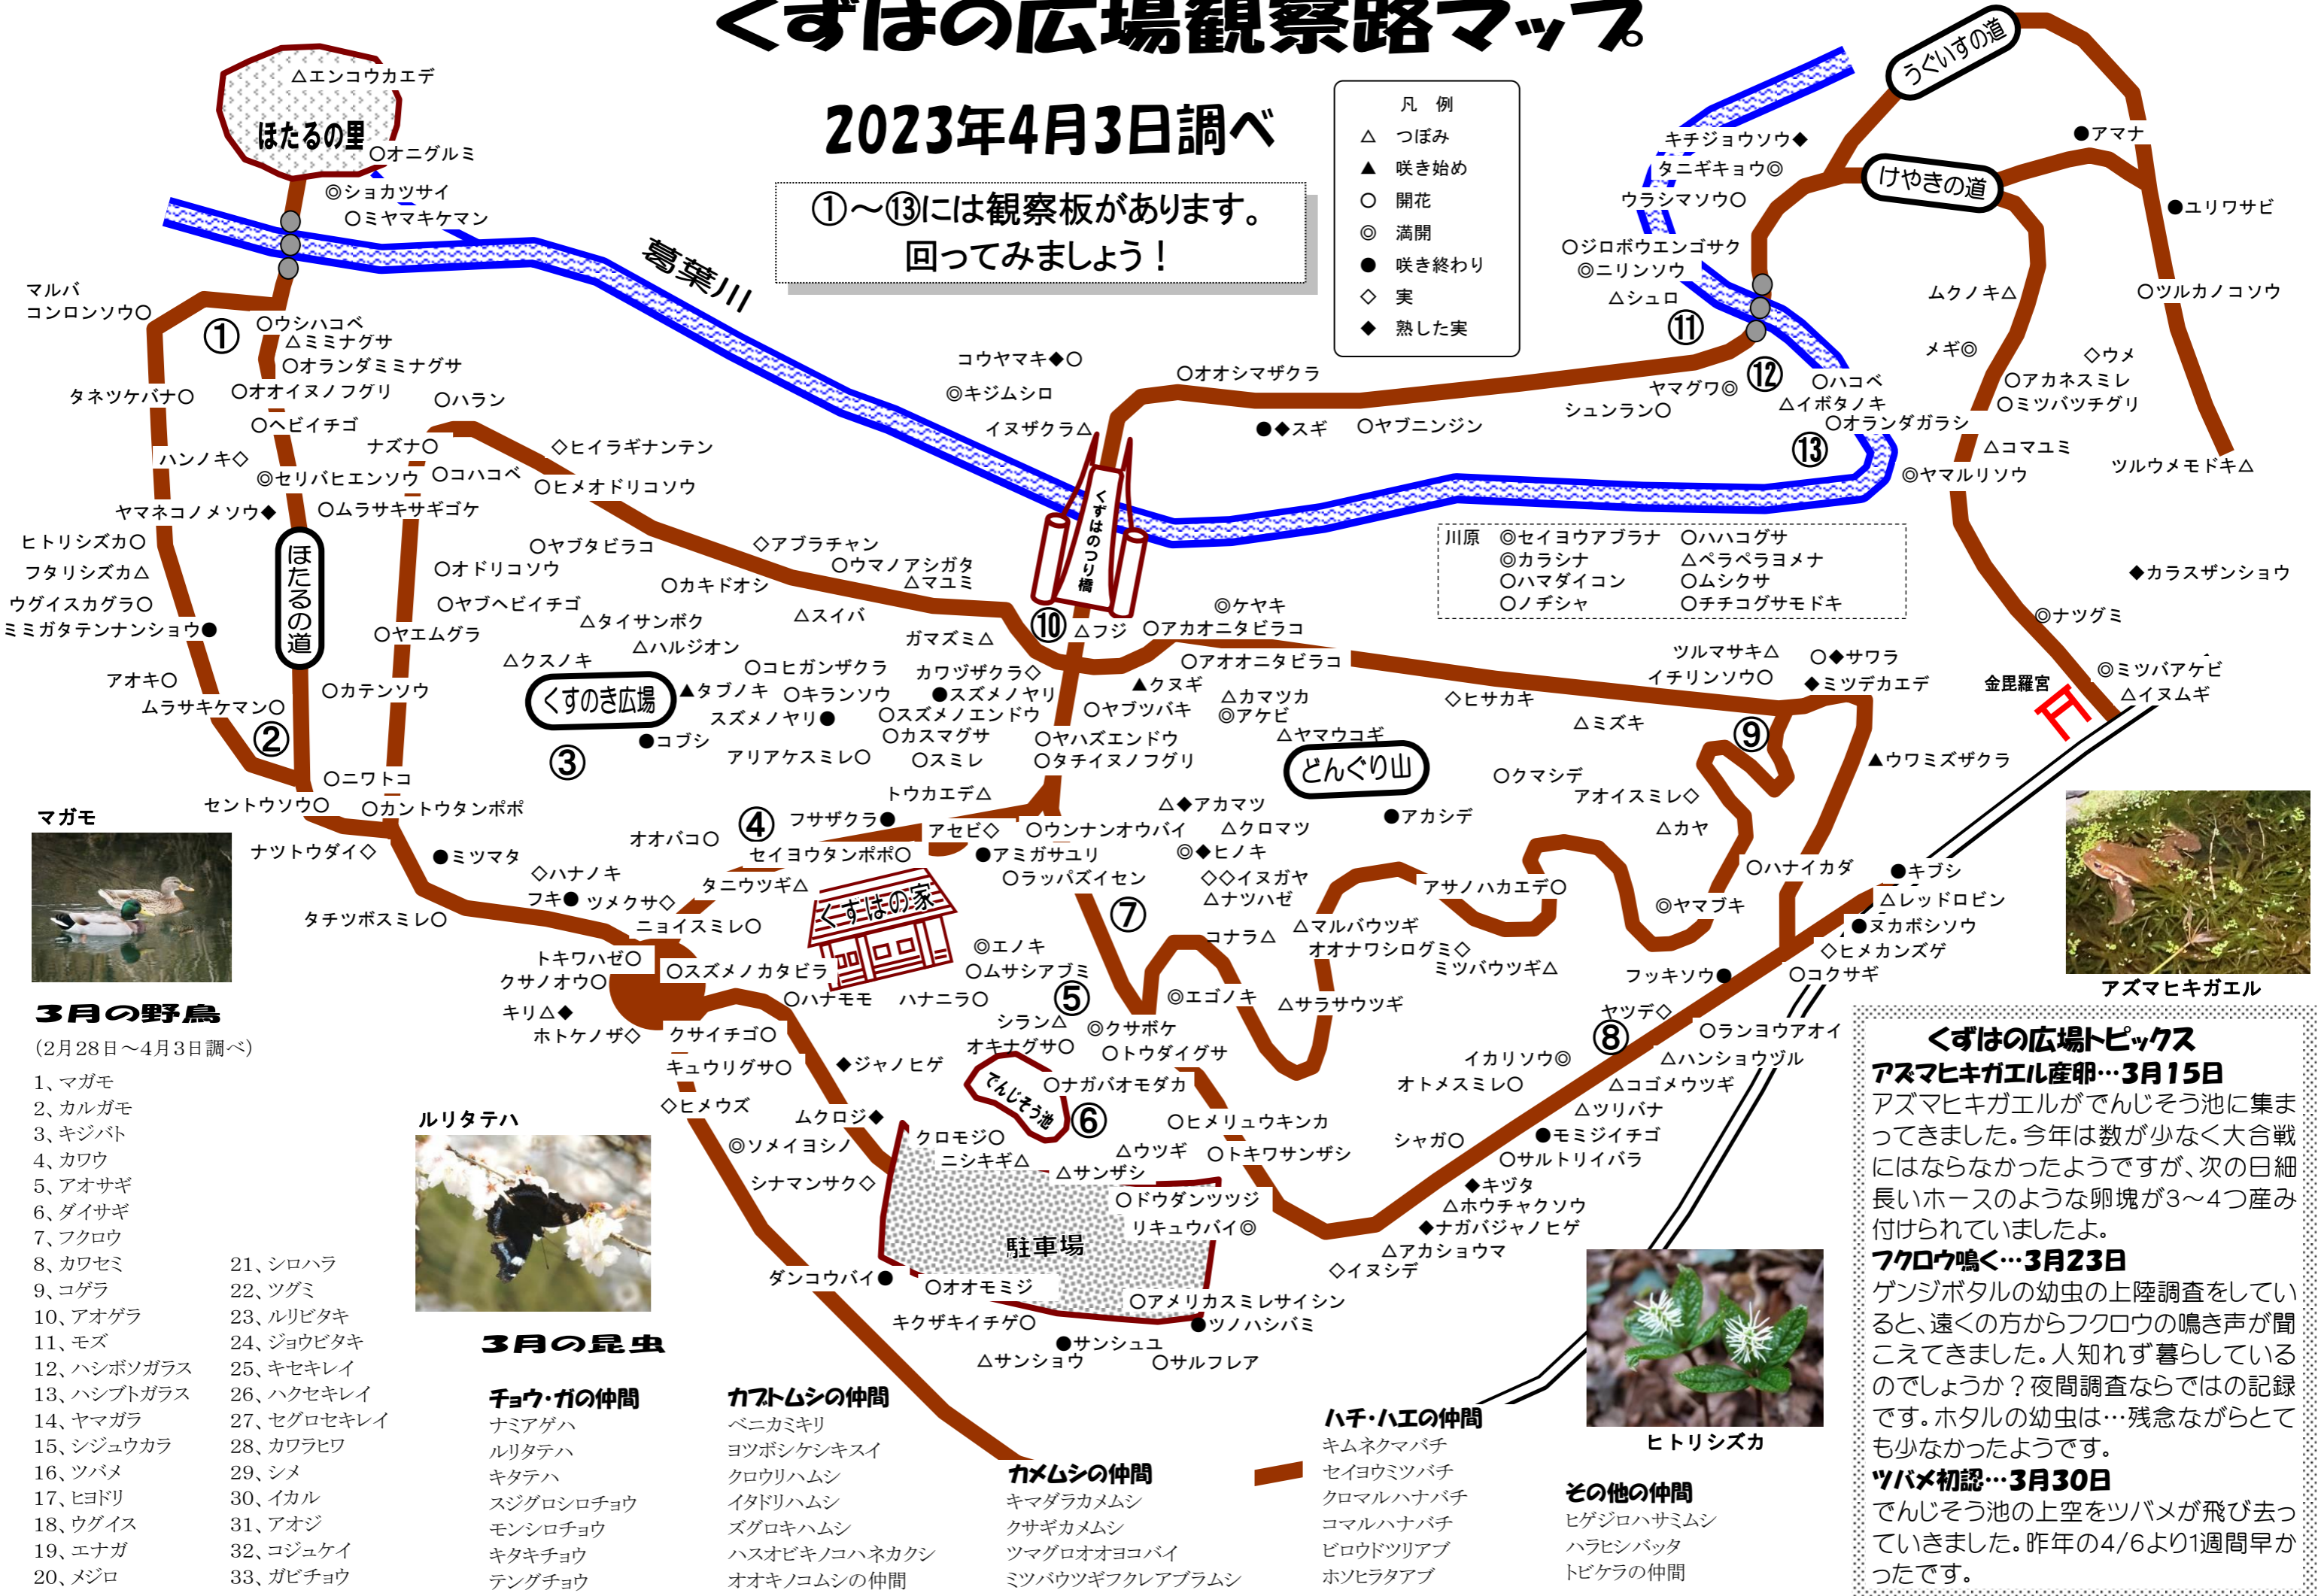 くずはの広場観察路マップ
2023年4月3日調べ
①～⑬には観察板があります。
回ってみましょう！
凡　例
△　つぼみ
▲　咲き始め
○　開花
◎　満開
●　咲き終わり
◇　実
◆　熟した実
△エンコウカエデ
ほたるの里
○オニグルミ
◎ショカツサイ
○ミヤマキケマン
葛葉川
マルバ
コンロンソウ○
①
○ウシハコベ
△ミミナグサ
○オランダミミナグサ
タネツケバナ○
○オオイヌノフグリ
○ハラン
○ヘビイチゴ
ナズナ○
◇ヒイラギナンテン
ハンノキ◇
◎セリバヒエンソウ
○コハコベ
○ヒメオドリコソウ
ヤマネコノメソウ◆
○ムラサキサギゴケ
ヒトリシズカ○
フタリシズカ△
ウグイスカグラ○
ミミガタテンナンショウ●
ほたるの道
○ヤブタビラコ
○オドリコソウ
○ヤブヘビイチゴ
○ヤエムグラ
アオキ○
ムラサキケマン○
○カテンソウ
②
○ニワトコ
セントウソウ○
○カントウタンポポ
ナツトウダイ◇
●ミツマタ
タチツボスミレ○
◇アブラチャン
○ウマノアシガタ
△マユミ
○カキドオシ
△タイサンボク
△スイバ
△ハルジオン
ガマズミ△
△クスノキ
○コヒガンザクラ
カワヅザクラ◇
くすのき広場
▲タブノキ
○キランソウ
●スズメノヤリ
スズメノヤリ●
○スズメノエンドウ
●コブシ
○カスマグサ
③
アリアケスミレ○
○スミレ
トウカエデ△
④
フサザクラ●
オオバコ○
アセビ◇
セイヨウタンポポ○
◇ハナノキ
フキ●
ツメクサ◇
タニウツギ△
ニョイスミレ○
くずはの家
トキワハゼ○
クサノオウ○
○スズメノカタビラ
キリ△◆
ホトケノザ◇
○ハナモモ
ハナニラ○
クサイチゴ○
キュウリグサ○
◆ジャノヒゲ
◇ヒメウズ
ムクロジ◆
◎ソメイヨシノ
シナマンサク◇
コウヤマキ◆○
◎キジムシロ
イヌザクラ△
○オオシマザクラ
●◆スギ
○ヤブニンジン
くずはのつり橋
⑩
△フジ
◎ケヤキ
○アカオニタビラコ
○アオオニタビラコ
▲クヌギ
△カマツカ
○ヤブツバキ
◎アケビ
○ヤハズエンドウ
△ヤマウコギ
○タチイヌノフグリ
どんぐり山
△◆アカマツ
○ウンナンオウバイ
△クロマツ
●アカシデ
●アミガサユリ
◎◆ヒノキ
○ラッパズイセン
◇◇イヌガヤ
△ナツハゼ
⑦
コナラ△
△マルバウツギ
オオナワシログミ◇
ミツバウツギ△
◎エノキ
○ムサシアブミ
⑤
◎エゴノキ
△サラサウツギ
シラン△
◎クサボケ
オキナグサ○
○トウダイグサ
でんじそう池
○ナガバオモダカ
⑥
○ヒメリュウキンカ
クロモジ○
ニシキギ△
△ウツギ
○トキワサンザシ
△サンザシ
○ドウダンツツジ
リキュウバイ◎
駐車場
ダンコウバイ●
○オオモミジ
○アメリカスミレサイシン
キクザキイチゲ○
●ツノハシバミ
●サンシュユ
△サンショウ
○サルフレア
うぐいすの道
キチジョウソウ◆
タニギキョウ◎
ウラシマソウ○
けやきの道
●アマナ
●ユリワサビ
○ジロボウエンゴサク
◎ニリンソウ
△シュロ
⑪
ムクノキ△
○ツルカノコソウ
メギ◎
◇ウメ
ヤマグワ◎
⑫
○ハコベ
○アカネスミレ
シュンラン○
△イボタノキ
○ミツバツチグリ
○オランダガラシ
⑬
△コマユミ
ツルウメモドキ△
◎ヤマルリソウ
川原　◎セイヨウアブラナ　○ハハコグサ
◎カラシナ　△ペラペラヨメナ
○ハマダイコン　○ムシクサ
○ノヂシャ　○チチコグサモドキ
◆カラスザンショウ
◎ナツグミ
ツルマサキ△
○◆サワラ
イチリンソウ○
◆ミツデカエデ
金毘羅宮
◎ミツバアケビ
△イヌムギ
◇ヒサカキ
△ミズキ
⑨
▲ウワミズザクラ
○クマシデ
アオイスミレ◇
△カヤ
○ハナイカダ
●キブシ
アサノハカエデ○
◎ヤマブキ
△レッドロビン
●ヌカボシソウ
◇ヒメカンズゲ
フッキソウ●
○コクサギ
ヤツデ◇
⑧
○ランヨウアオイ
イカリソウ◎
△ハンショウヅル
オトメスミレ○
△コゴメウツギ
△ツリバナ
シャガ○
●モミジイチゴ
○サルトリイバラ
◆キヅタ
△ホウチャクソウ
◆ナガバジャノヒゲ
△アカショウマ
◇イヌシデ
マガモ
3月の野鳥
（2月28日～4月3日調べ）
1、マガモ
2、カルガモ
3、キジバト
4、カワウ
5、アオサギ
6、ダイサギ
7、フクロウ
8、カワセミ
9、コゲラ
10、アオゲラ
11、モズ
12、ハシボソガラス
13、ハシブトガラス
14、ヤマガラ
15、シジュウカラ
16、ツバメ
17、ヒヨドリ
18、ウグイス
19、エナガ
20、メジロ
21、シロハラ
22、ツグミ
23、ルリビタキ
24、ジョウビタキ
25、キセキレイ
26、ハクセキレイ
27、セグロセキレイ
28、カワラヒワ
29、シメ
30、イカル
31、アオジ
32、コジュケイ
33、ガビチョウ
ルリタテハ
3月の昆虫
チョウ・ガの仲間
ナミアゲハ
ルリタテハ
キタテハ
スジグロシロチョウ
モンシロチョウ
キタキチョウ
テングチョウ
カブトムシの仲間
ベニカミキリ
ヨツボシケシキスイ
クロウリハムシ
イタドリハムシ
ズグロキハムシ
ハスオビキノコハネカクシ
オオキノコムシの仲間
カメムシの仲間
キマダラカメムシ
クサギカメムシ
ツマグロオオヨコバイ
ミツバウツギフクレアブラムシ
ハチ・ハエの仲間
キムネクマバチ
セイヨウミツバチ
クロマルハナバチ
コマルハナバチ
ビロウドツリアブ
ホソヒラタアブ
その他の仲間
ヒゲジロハサミムシ
ハラヒシバッタ
トビケラの仲間
ヒトリシズカ
アズマヒキガエル
くずはの広場トピックス
アズマヒキガエル産卵…3月15日
アズマヒキガエルがでんじそう池に集ま
ってきました。今年は数が少なく大合戦
にはならなかったようですが、次の日細
長いホースのような卵塊が3～4つ産み
付けられていましたよ。
フクロウ鳴く…3月23日
ゲンジボタルの幼虫の上陸調査をしてい
ると、遠くの方からフクロウの鳴き声が聞
こえてきました。人知れず暮らしている
のでしょうか？夜間調査ならではの記録
です。ホタルの幼虫は…残念ながらとて
も少なかったようです。
ツバメ初認…3月30日
でんじそう池の上空をツバメが飛び去っ
ていきました。昨年の4/6より1週間早か
ったです。